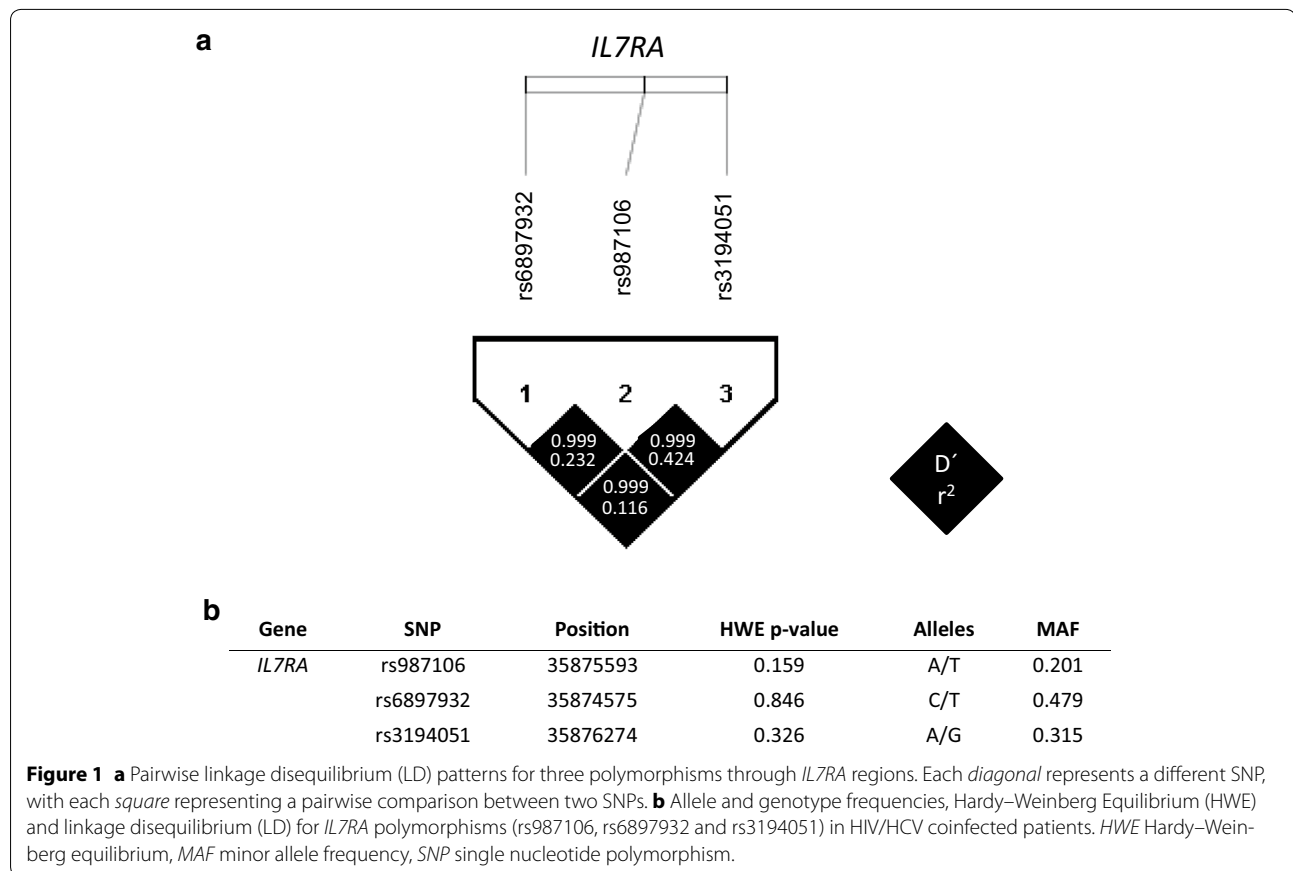 a
IL7RA
rs6897932
rs987106
rs3194051
1 2 3
0.999 0.999
0.232 0.424
0.999
0.116
D´
r²
b
Gene SNP Position HWE p-value Alleles MAF
IL7RA rs987106 35875593 0.159 A/T 0.201
rs6897932 35874575 0.846 C/T 0.479
rs3194051 35876274 0.326 A/G 0.315
Figure 1 a Pairwise linkage disequilibrium (LD) patterns for three polymorphisms through IL7RA regions. Each diagonal represents a different SNP,
with each square representing a pairwise comparison between two SNPs. b Allele and genotype frequencies, Hardy–Weinberg Equilibrium (HWE)
and linkage disequilibrium (LD) for IL7RA polymorphisms (rs987106, rs6897932 and rs3194051) in HIV/HCV coinfected patients. HWE Hardy–Wein-
berg equilibrium, MAF minor allele frequency, SNP single nucleotide polymorphism.